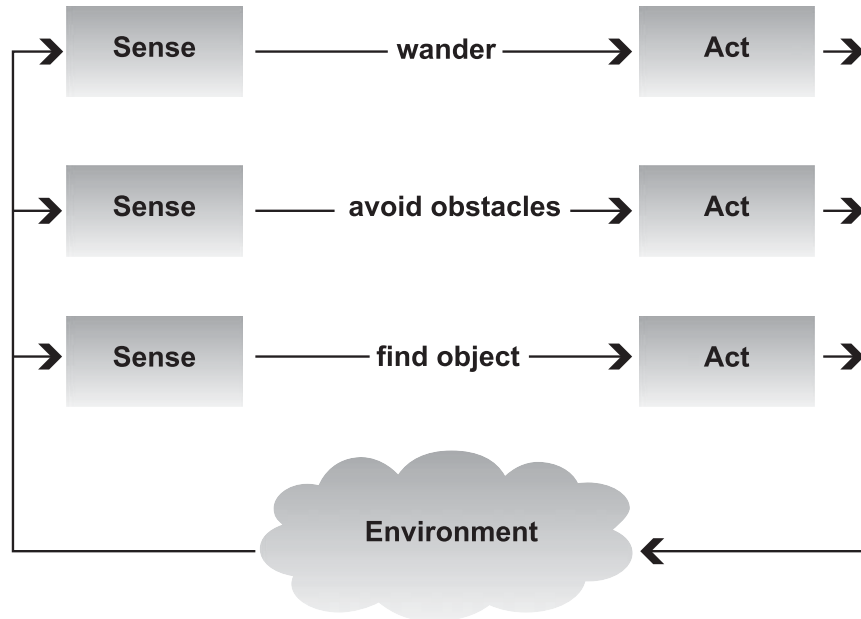 Sense wander Act
Sense avoid obstacles Act
Sense find object Act
Environment